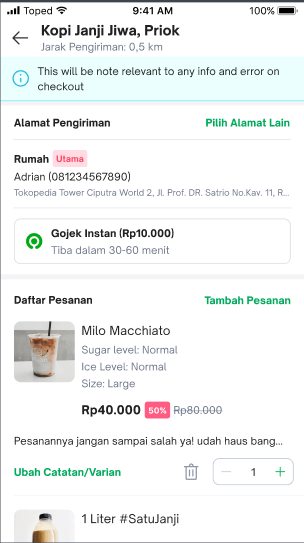 Toped 9:41 AM 100%
Kopi Janji Jiwa, Priok
Jarak Pengiriman: 0,5 km
This will be note relevant to any info and error on
checkout
Alamat Pengiriman Pilih Alamat Lain
Rumah Utama
Adrian (081234567890)
Tokopedia Tower Ciputra World 2, Jl. Prof. DR. Satrio No.Kav. 11, R...
Gojek Instan (Rp10.000)
Tiba dalam 30-60 menit
Daftar Pesanan Tambah Pesanan
Milo Macchiato
Sugar level: Normal
Ice Level: Normal
Size: Large
Rp40.000 50% Rp80.000
Pesanannya jangan sampai salah ya! udah haus bang...
Ubah Catatan/Varian 1
1 Liter #SatuJanji